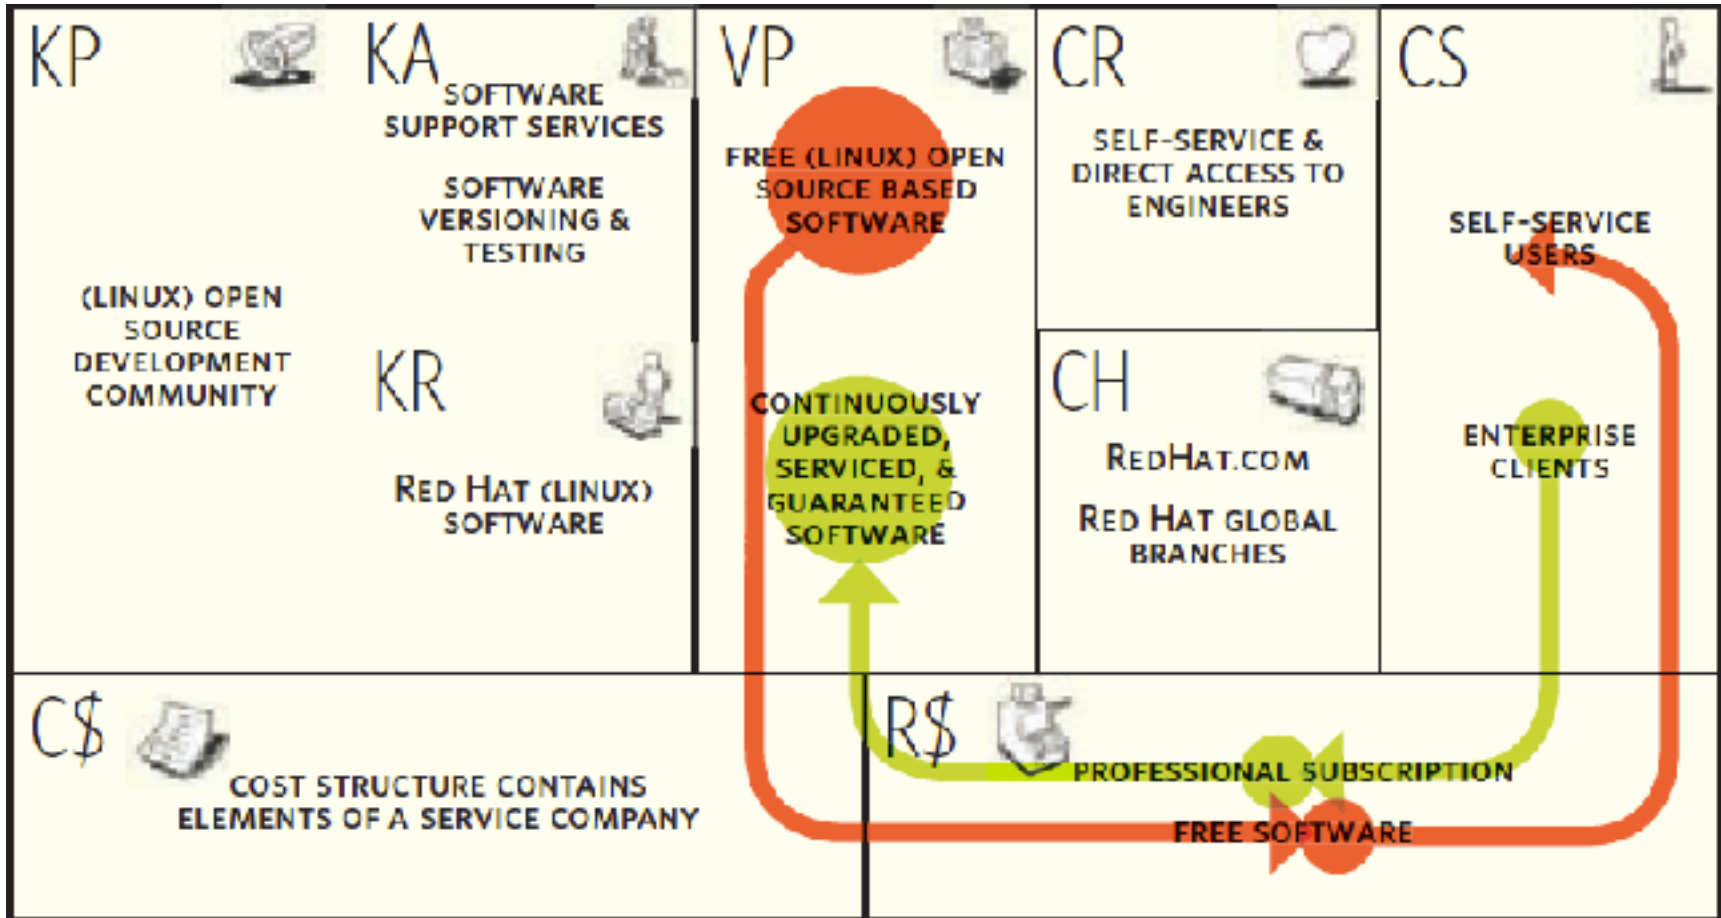 KP
(LINUX) OPEN
SOURCE
DEVELOPMENT
COMMUNITY
KA
SOFTWARE
SUPPORT SERVICES
SOFTWARE
VERSIONING &
TESTING
KR
RED HAT (LINUX)
SOFTWARE
VP
FREE (LINUX) OPEN
SOURCE BASED
SOFTWARE
CONTINUOUSLY
UPGRADED,
SERVICED, &
GUARANTEED
SOFTWARE
CR
SELF-SERVICE &
DIRECT ACCESS TO
ENGINEERS
CH
REDHAT.COM
RED HAT GLOBAL
BRANCHES
CS
SELF-SERVICE
USERS
ENTERPRISE
CLIENTS
C$
COST STRUCTURE CONTAINS
ELEMENTS OF A SERVICE COMPANY
R$
PROFESSIONAL SUBSCRIPTION
FREE SOFTWARE